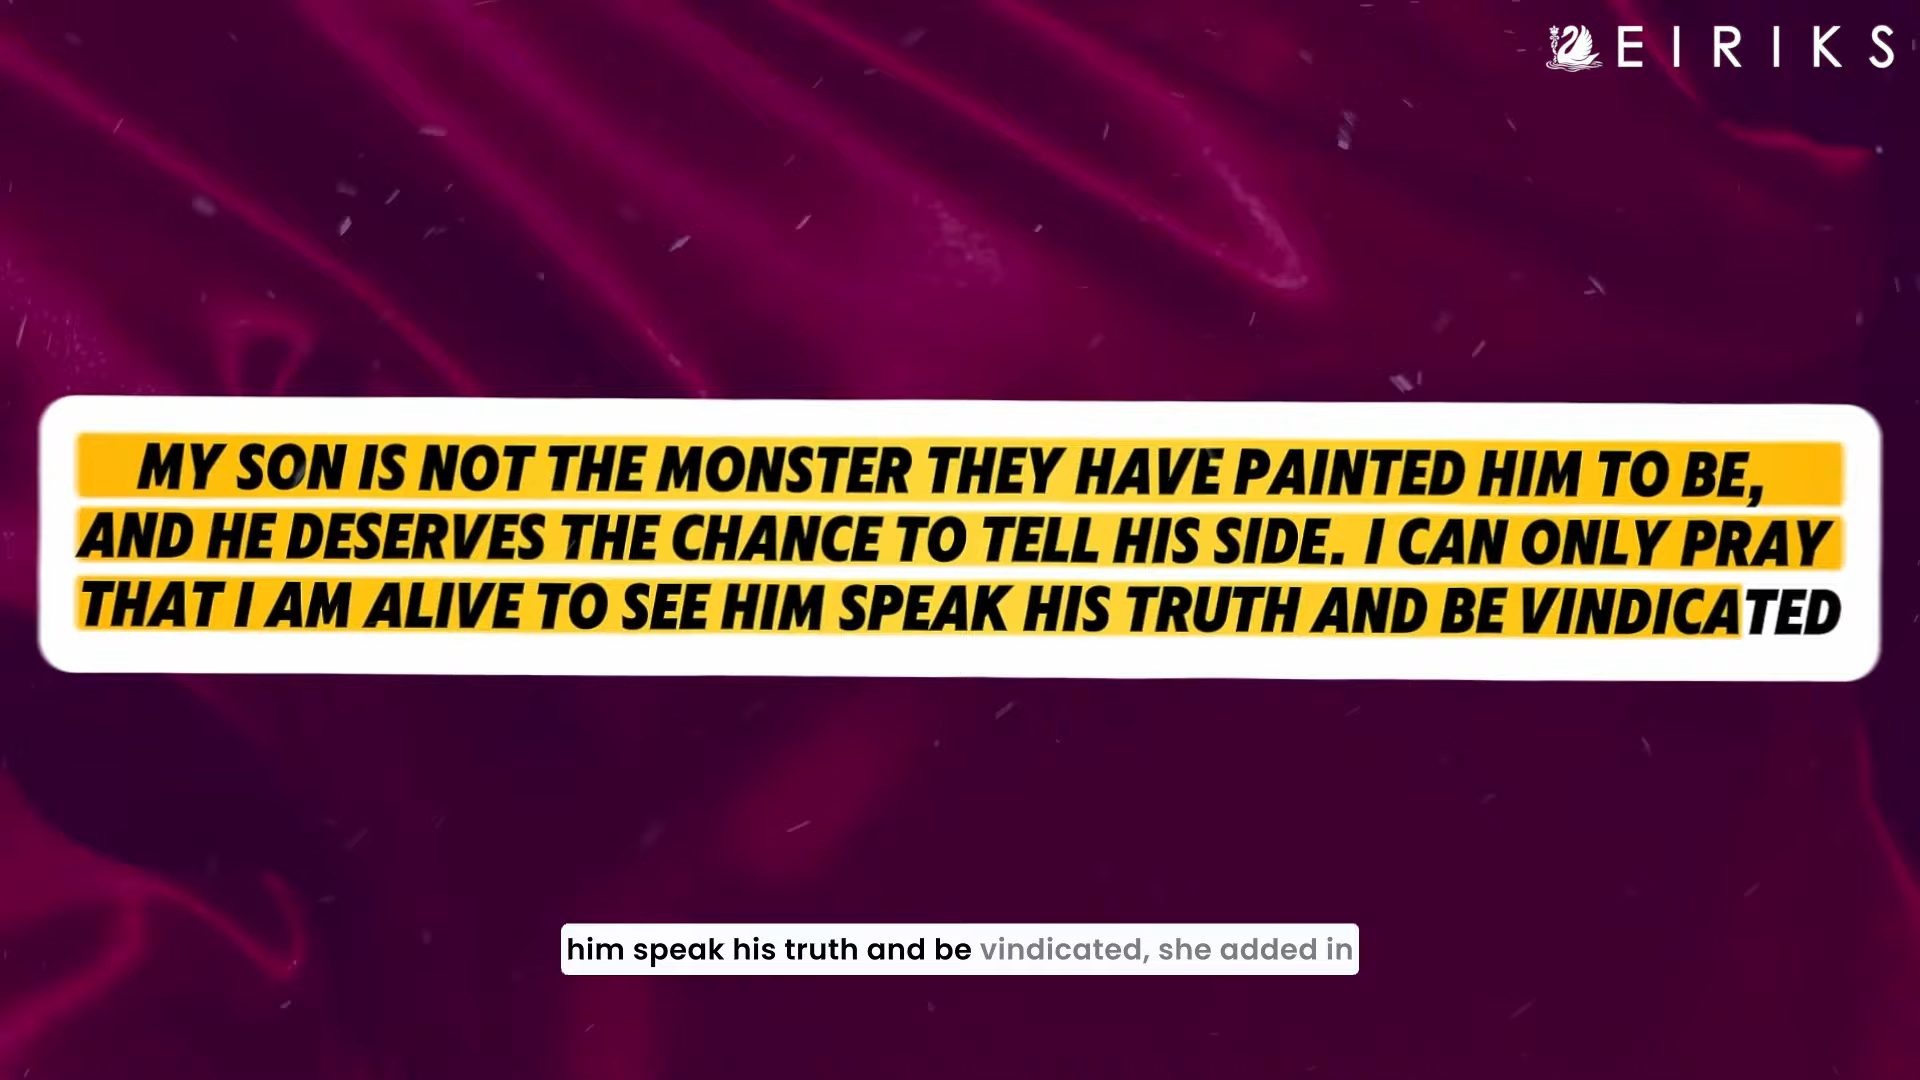 EIRIKS
MY SON IS NOT THE MONSTER THEY HAVE PAINTED HIM TO BE,
AND HE DESERVES THE CHANCE TO TELL HIS SIDE. I CAN ONLY PRAY
THAT I AM ALIVE TO SEE HIM SPEAK HIS TRUTH AND BE VINDICATED
him speak his truth and be vindicated, she added in